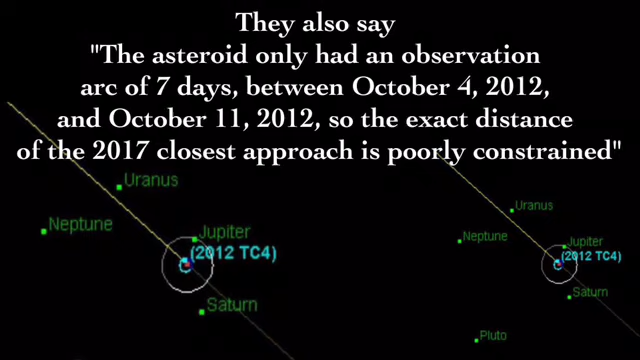 They also say
"The asteroid only had an observation
arc of 7 days, between October 4, 2012,
and October 11, 2012, so the exact distance
of the 2017 closest approach is poorly constrained"
Uranus
Neptune
Jupiter
(2012 TC4)
Saturn
Uranus
Neptune
Jupiter
(2012 TC4)
Saturn
Pluto